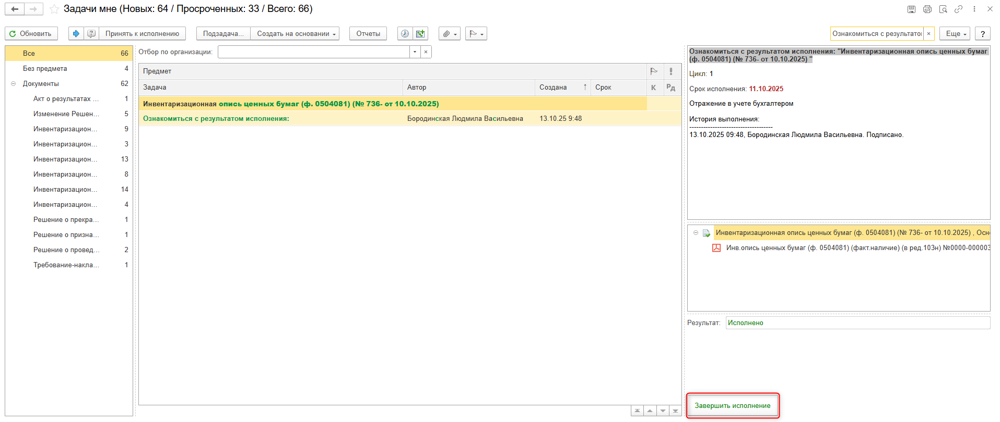 Задачи мне (Новых: 64 / Просроченных: 33 / Всего: 66)
Обновить
Принять к исполнению
Подзадача...
Создать на основании
Отчеты
Ознакомиться с результатом
×
Еще
?
Все 66
Без предмета 4
Документы 62
Акт о результатах ... 1
Изменение Решен... 5
Инвентаризацион... 9
Инвентаризацион... 3
Инвентаризацион... 13
Инвентаризацион... 8
Инвентаризацион... 14
Инвентаризацион... 4
Решение о прекра... 1
Решение о призна... 1
Решение о провед... 2
Требование-накла... 1
Отбор по организации:
×
Предмет
Задача Автор Создана ↑ Срок К Рд
Инвентаризационная опись ценных бумаг (ф. 0504081) (№ 736- от 10.10.2025)
Ознакомиться с результатом исполнения: Бородинская Людмила Васильевна 13.10.25 9:48
Ознакомиться с результатом исполнения: "Инвентаризационная опись ценных бумаг
(ф. 0504081) (№ 736- от 10.10.2025) "
Цикл: 1
Срок исполнения: 11.10.2025
Отражение в учете бухгалтером
История выполнения:
------------------------------------
13.10.2025 09:48, Бородинская Людмила Васильевна. Подписано.
Инвентаризационная опись ценных бумаг (ф. 0504081) (№ 736- от 10.10.2025) , Осно
Инв.опись ценных бумаг (ф. 0504081) (факт.наличие) (в ред.103н) №0000-000003
Результат: Исполнено
Завершить исполнение